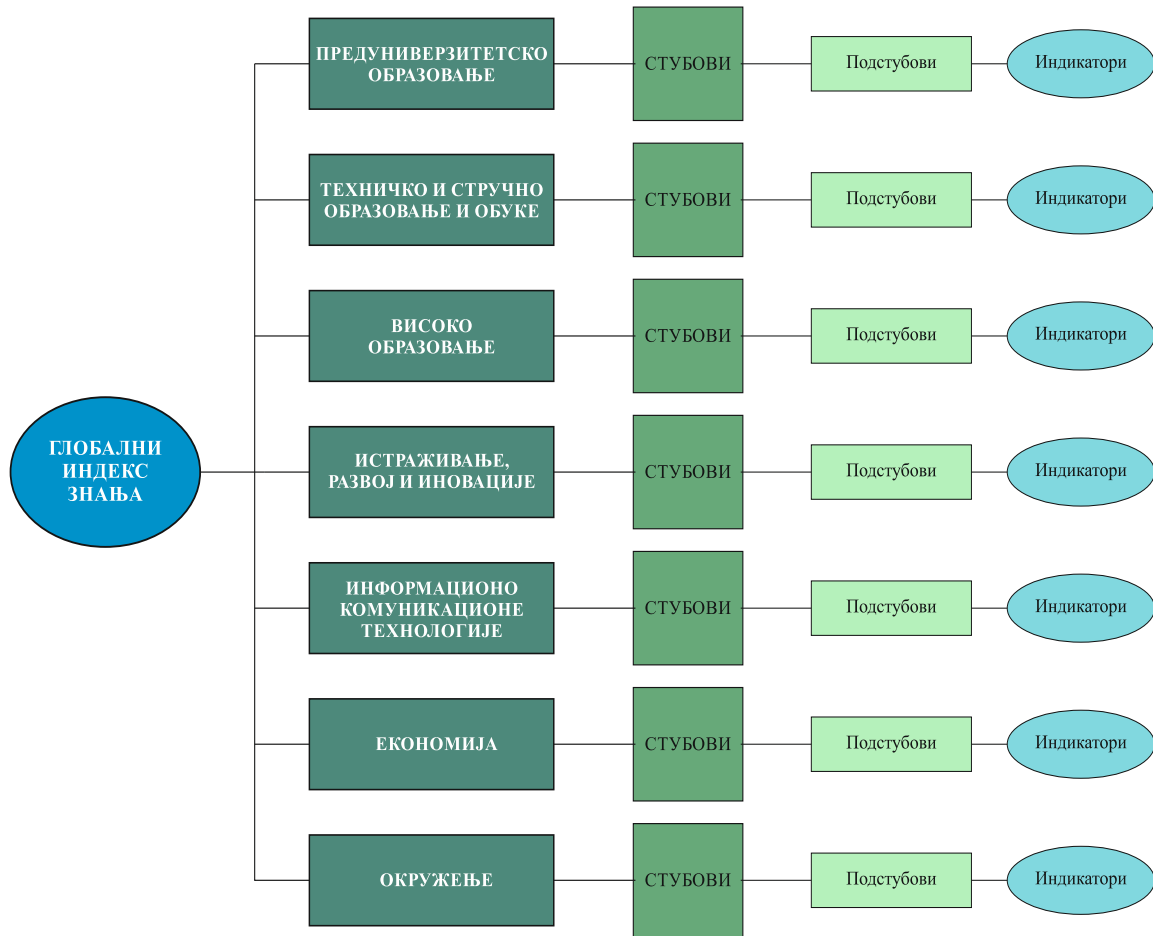 ПРЕДУНИВЕРЗИТЕТСКО
ОБРАЗОВАЊЕ
СТУБОВИ
Подстубови
Индикатори
ТЕХНИЧКО И СТРУЧНО
ОБРАЗОВАЊЕ И ОБУКЕ
СТУБОВИ
Подстубови
Индикатори
ВИСОКО
ОБРАЗОВАЊЕ
СТУБОВИ
Подстубови
Индикатори
ГЛОБАЛНИ
ИНДЕКС
ЗНАЊА
ИСТРАЖИВАЊЕ,
РАЗВОЈ И ИНОВАЦИЈЕ
СТУБОВИ
Подстубови
Индикатори
ИНФОРМАЦИОНО
КОМУНИКАЦИОНЕ
ТЕХНОЛОГИЈЕ
СТУБОВИ
Подстубови
Индикатори
ЕКОНОМИЈА
СТУБОВИ
Подстубови
Индикатори
ОКРУЖЕЊЕ
СТУБОВИ
Подстубови
Индикатори